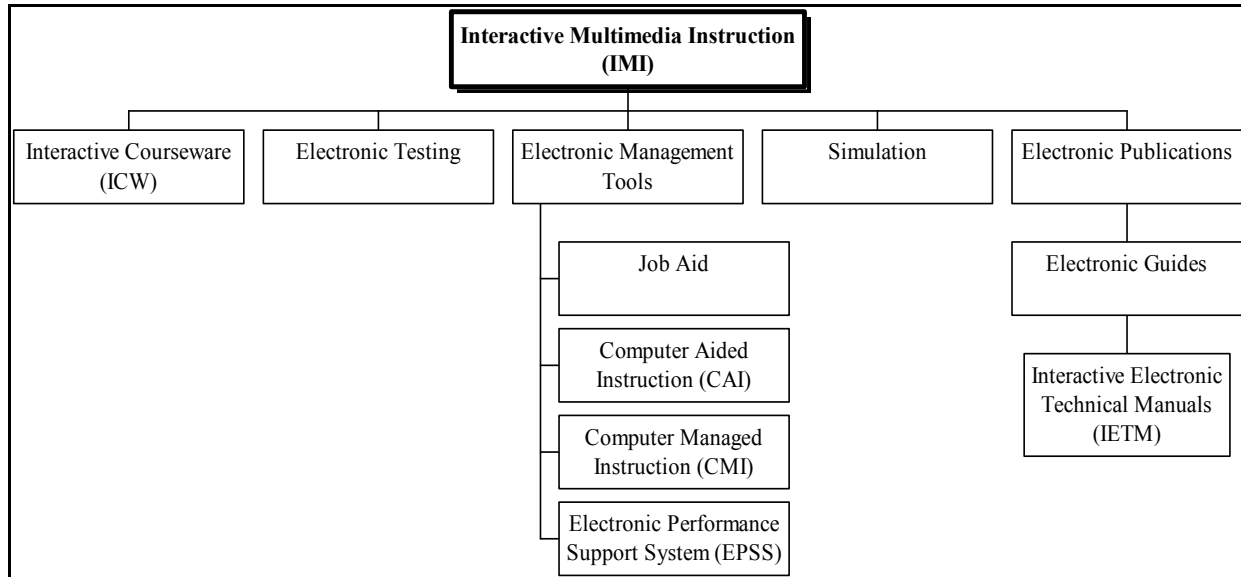 Interactive Multimedia Instruction
(IMI)
Interactive Courseware
(ICW)
Electronic Testing
Electronic Management
Tools
Simulation
Electronic Publications
Job Aid
Computer Aided
Instruction (CAI)
Computer Managed
Instruction (CMI)
Electronic Performance
Support System (EPSS)
Electronic Guides
Interactive Electronic
Technical Manuals
(IETM)